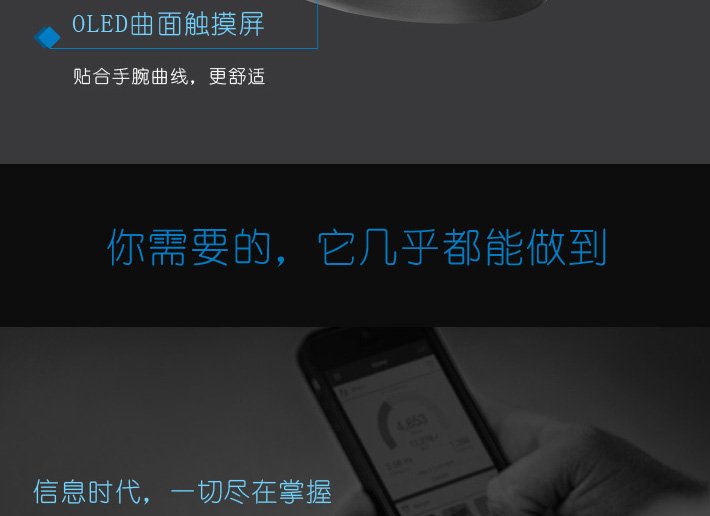 OLED曲面触摸屏
贴合手腕曲线，更舒适
你需要的，它几乎都能做到
4,853
信息时代，一切尽在掌握